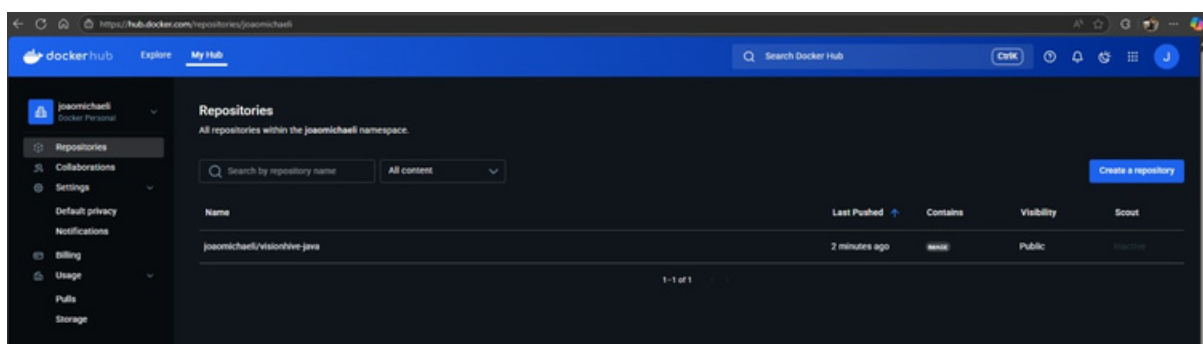 https://hub.docker.com/repositories/joaomichaeli
dockerhub Explore My Hub Search Docker Hub CtrlK J
joaomichaeli
Docker Personal
Repositories
Collaborations
Settings
Default privacy
Notifications
Billing
Usage
Pulls
Storage
Repositories
All repositories within the joaomichaeli namespace.
Search by repository name All content Create a repository
Name Last Pushed Contains Visibility Scout
joaomichaeli/visionhive-java 2 minutes ago IMAGE Public Inactive
1-1 of 1